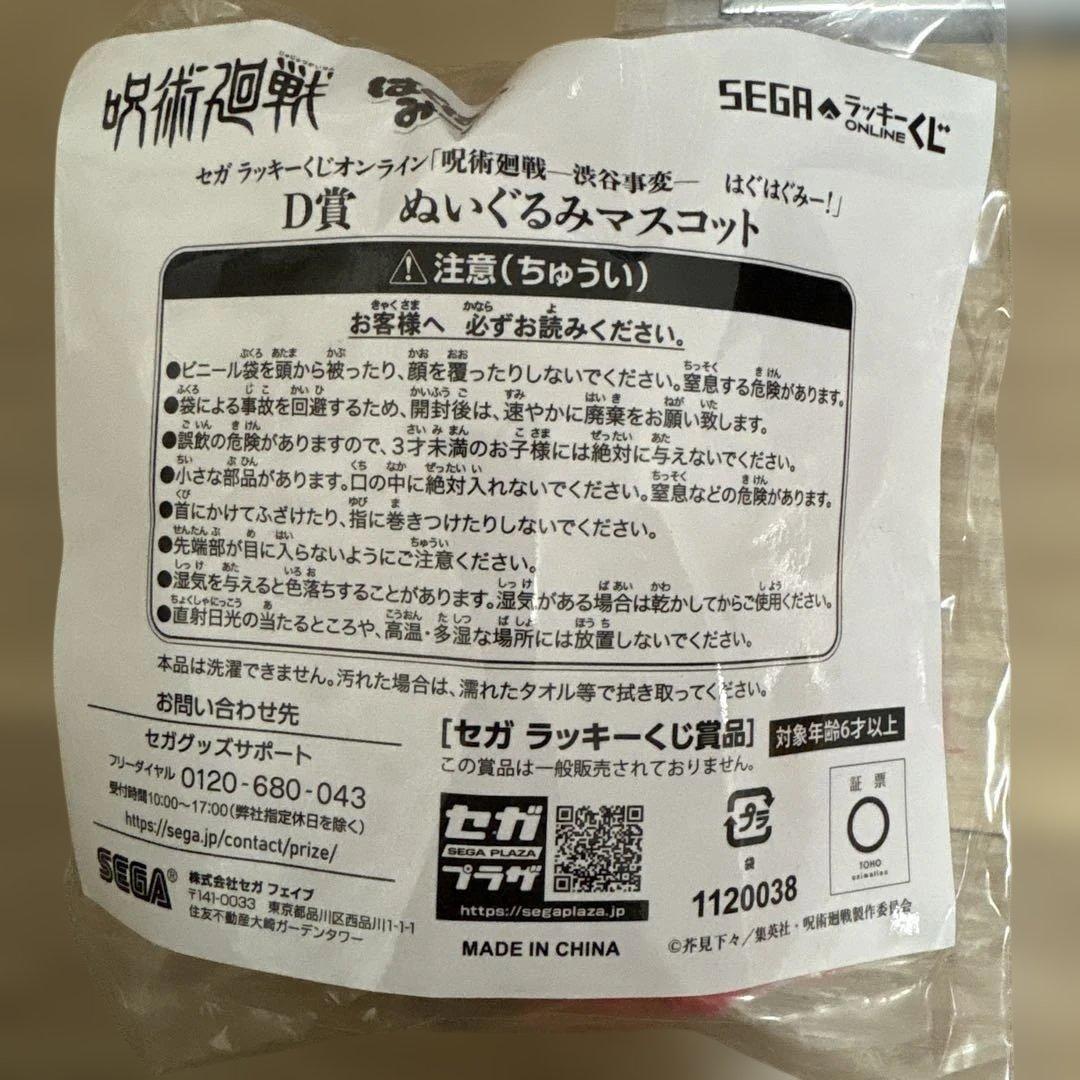 呪術廻戦
SEGA ラッキーくじ ONLINE
セガ ラッキーくじオンライン「呪術廻戦―渋谷事変― はぐはぐみー!」
D賞 ぬいぐるみマスコット
注意(ちゅうい)
お客様へ 必ずお読みください。
●ビニール袋を頭から被ったり、顔を覆ったりしないでください。窒息する危険があります。
●袋による事故を回避するため、開封後は、速やかに廃棄をお願い致します。
●誤飲の危険がありますので、3才未満のお子様には絶対に与えないでください。
●小さな部品があります。口の中に絶対入れないでください。窒息などの危険があります。
●首にかけてふざけたり、指に巻きつけたりしないでください。
●先端部が目に入らないようにご注意ください。
●湿気を与えると色落ちすることがあります。湿気がある場合は乾かしてからご使用ください。
●直射日光の当たるところや、高温・多湿な場所には放置しないでください。
本品は洗濯できません。汚れた場合は、濡れたタオル等で拭き取ってください。
お問い合わせ先
セガグッズサポート
フリーダイヤル 0120-680-043
受付時間10:00〜17:00(弊社指定休日を除く)
https://sega.jp/contact/prize/
SEGA®
株式会社セガ フェイブ
〒141-0033 東京都品川区西品川1-1-1
住友不動産大崎ガーデンタワー
[セガ ラッキーくじ賞品]
対象年齢6才以上
この賞品は一般販売されておりません。
セガ
SEGA PLAZA
プラザ
https://segaplaza.jp
MADE IN CHINA
プラ
袋
1120038
証票
TOHO
animation
©芥見下々/集英社・呪術廻戦製作委員会